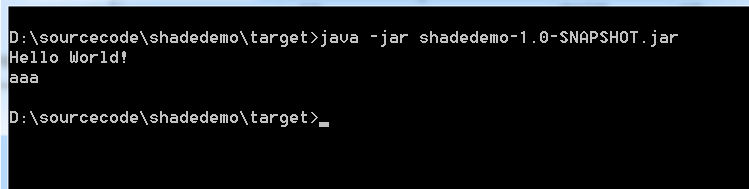 D:\sourcecode\shadedemo\target>java -jar shadedemo-1.0-SNAPSHOT.jar
Hello World!
aaa
D:\sourcecode\shadedemo\target>_